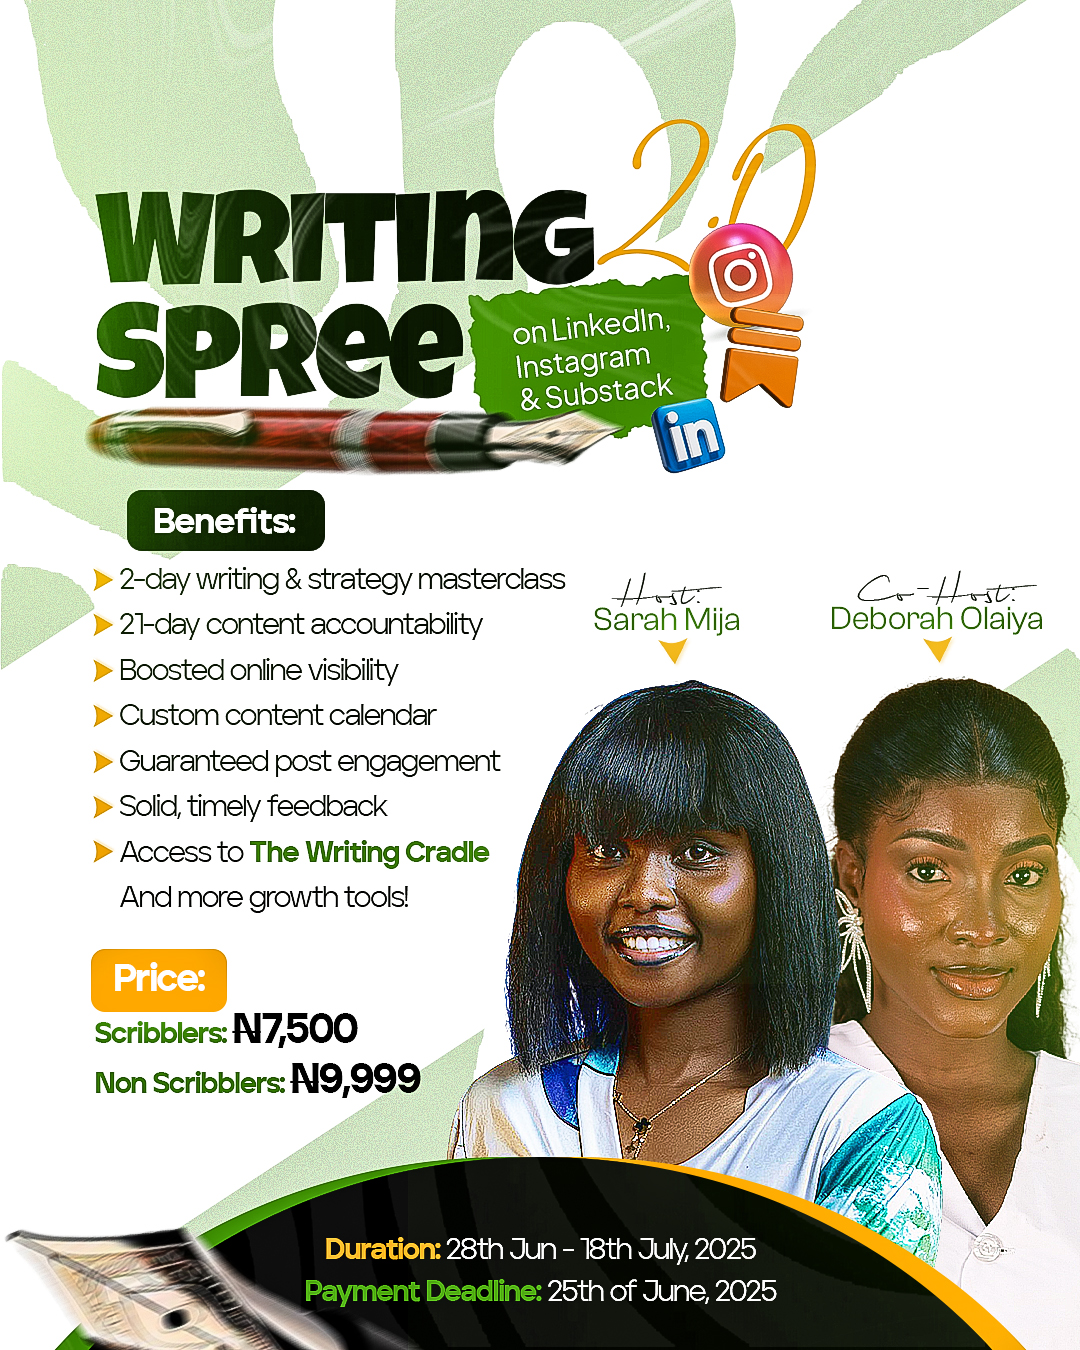 WRITING 2.0
SPREE
on LinkedIn,
Instagram
& Substack
in
Benefits:
2-day writing & strategy masterclass
21-day content accountability
Boosted online visibility
Custom content calendar
Guaranteed post engagement
Solid, timely feedback
Access to The Writing Cradle
And more growth tools!
Host:
Sarah Mija
Co-Host:
Deborah Olaiya
Price:
Scribblers: ₦7,500
Non Scribblers: ₦9,999
Duration: 28th Jun - 18th July, 2025
Payment Deadline: 25th of June, 2025